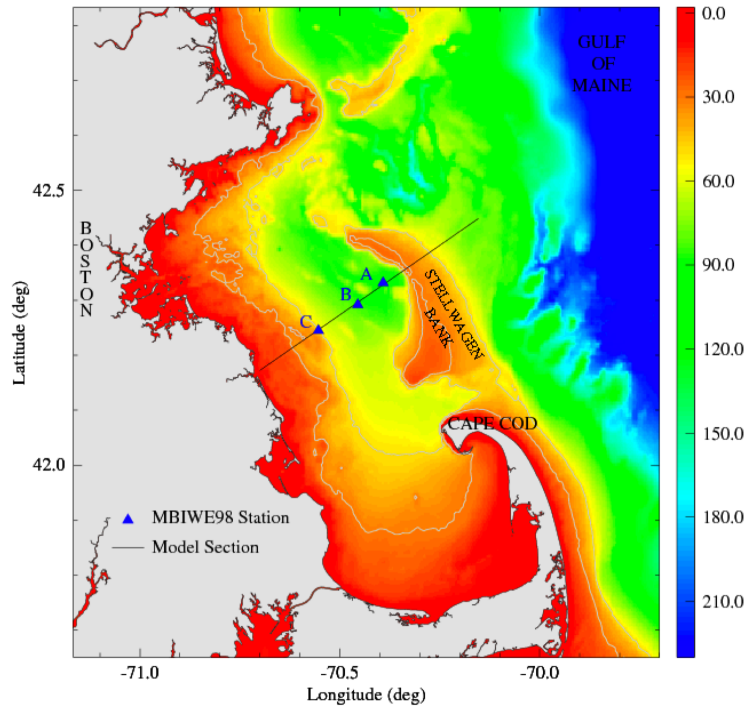 0.0
GULF
OF
MAINE
30.0
42.5
60.0
BOSTON
A
90.0
B
STELLWAGEN
BANK
C
120.0
Latitude (deg)
CAPE COD
150.0
42.0
MBIWE98 Station
180.0
Model Section
210.0
-71.0
-70.5
-70.0
Longitude (deg)